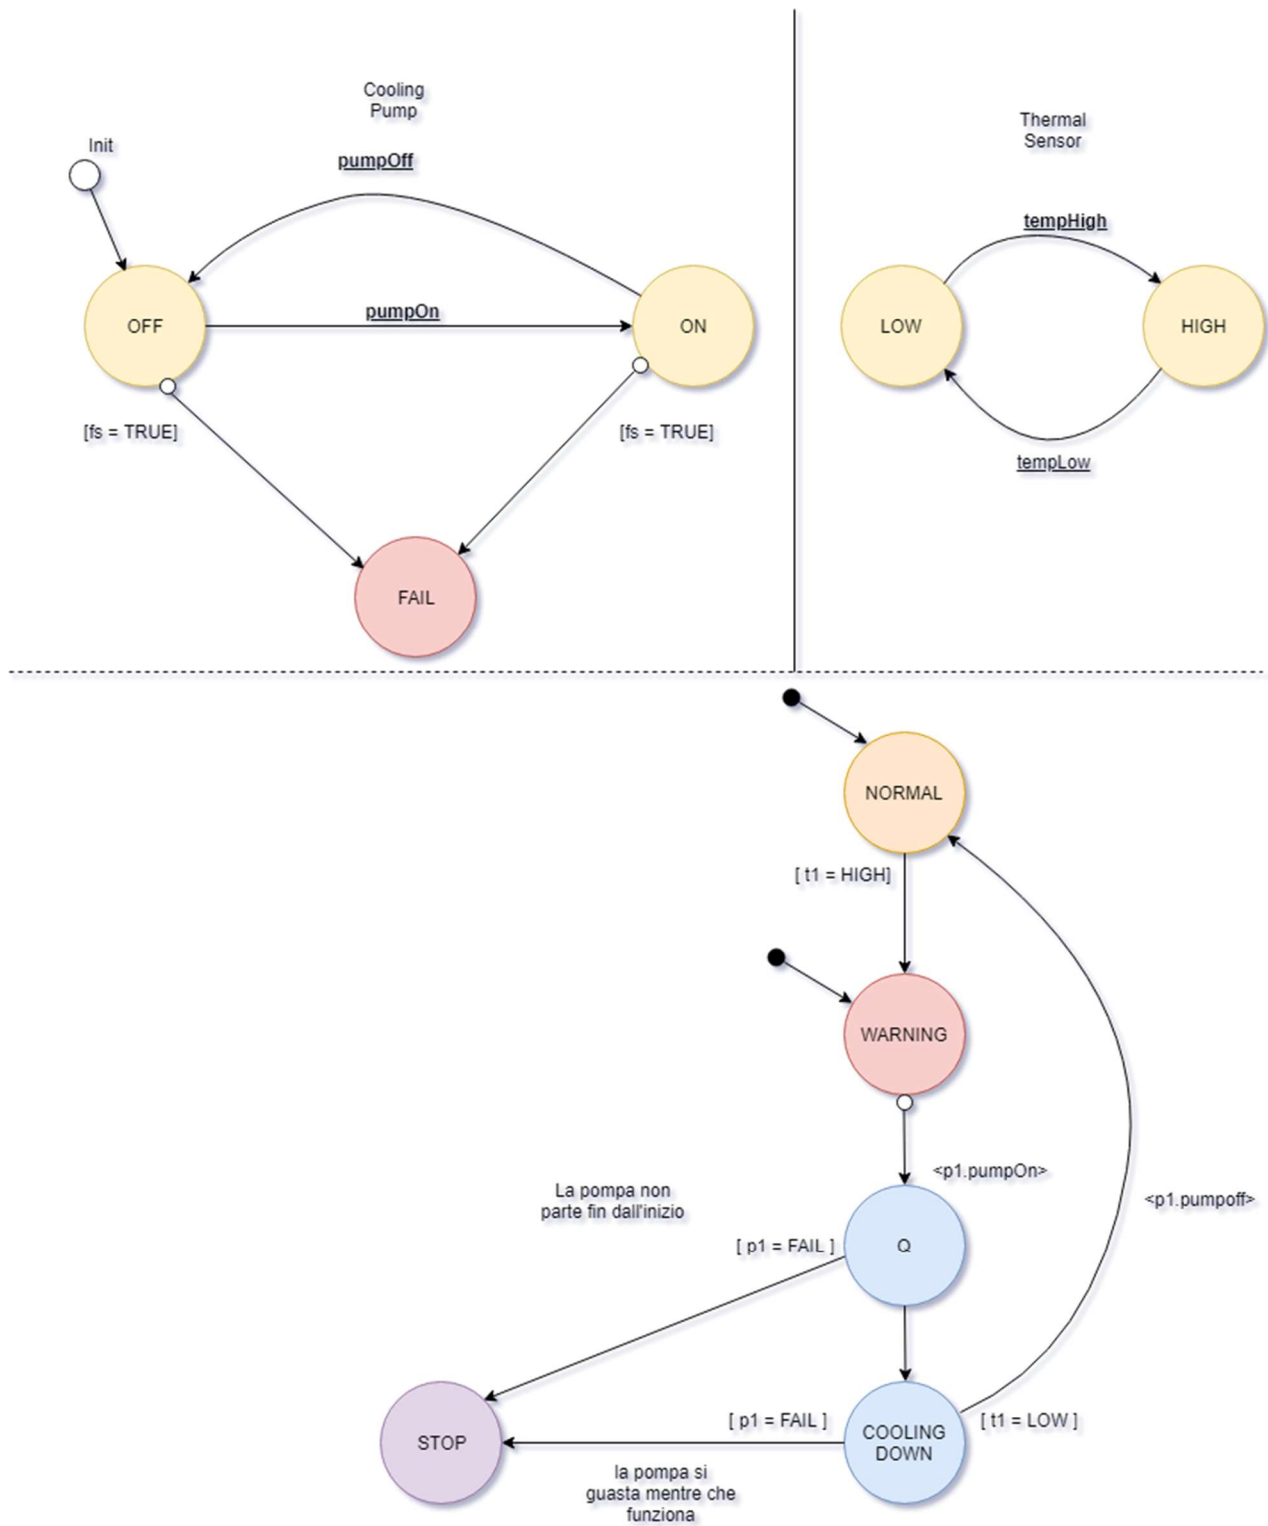 Cooling
Pump
Init
pumpOff
Thermal
Sensor
tempHigh
OFF
pumpOn
ON
LOW
HIGH
[fs = TRUE]
[fs = TRUE]
tempLow
FAIL
NORMAL
[ t1 = HIGH]
WARNING
<p1.pumpOn>
La pompa non
parte fin dall'inizio
<p1.pumpoff>
[ p1 = FAIL ]
Q
[ p1 = FAIL ]
[ t1 = LOW ]
STOP
COOLING
DOWN
la pompa si
guasta mentre che
funziona